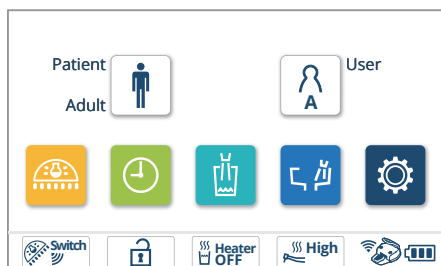 Patient
User
Adult
A
Switch
Heater
OFF
High